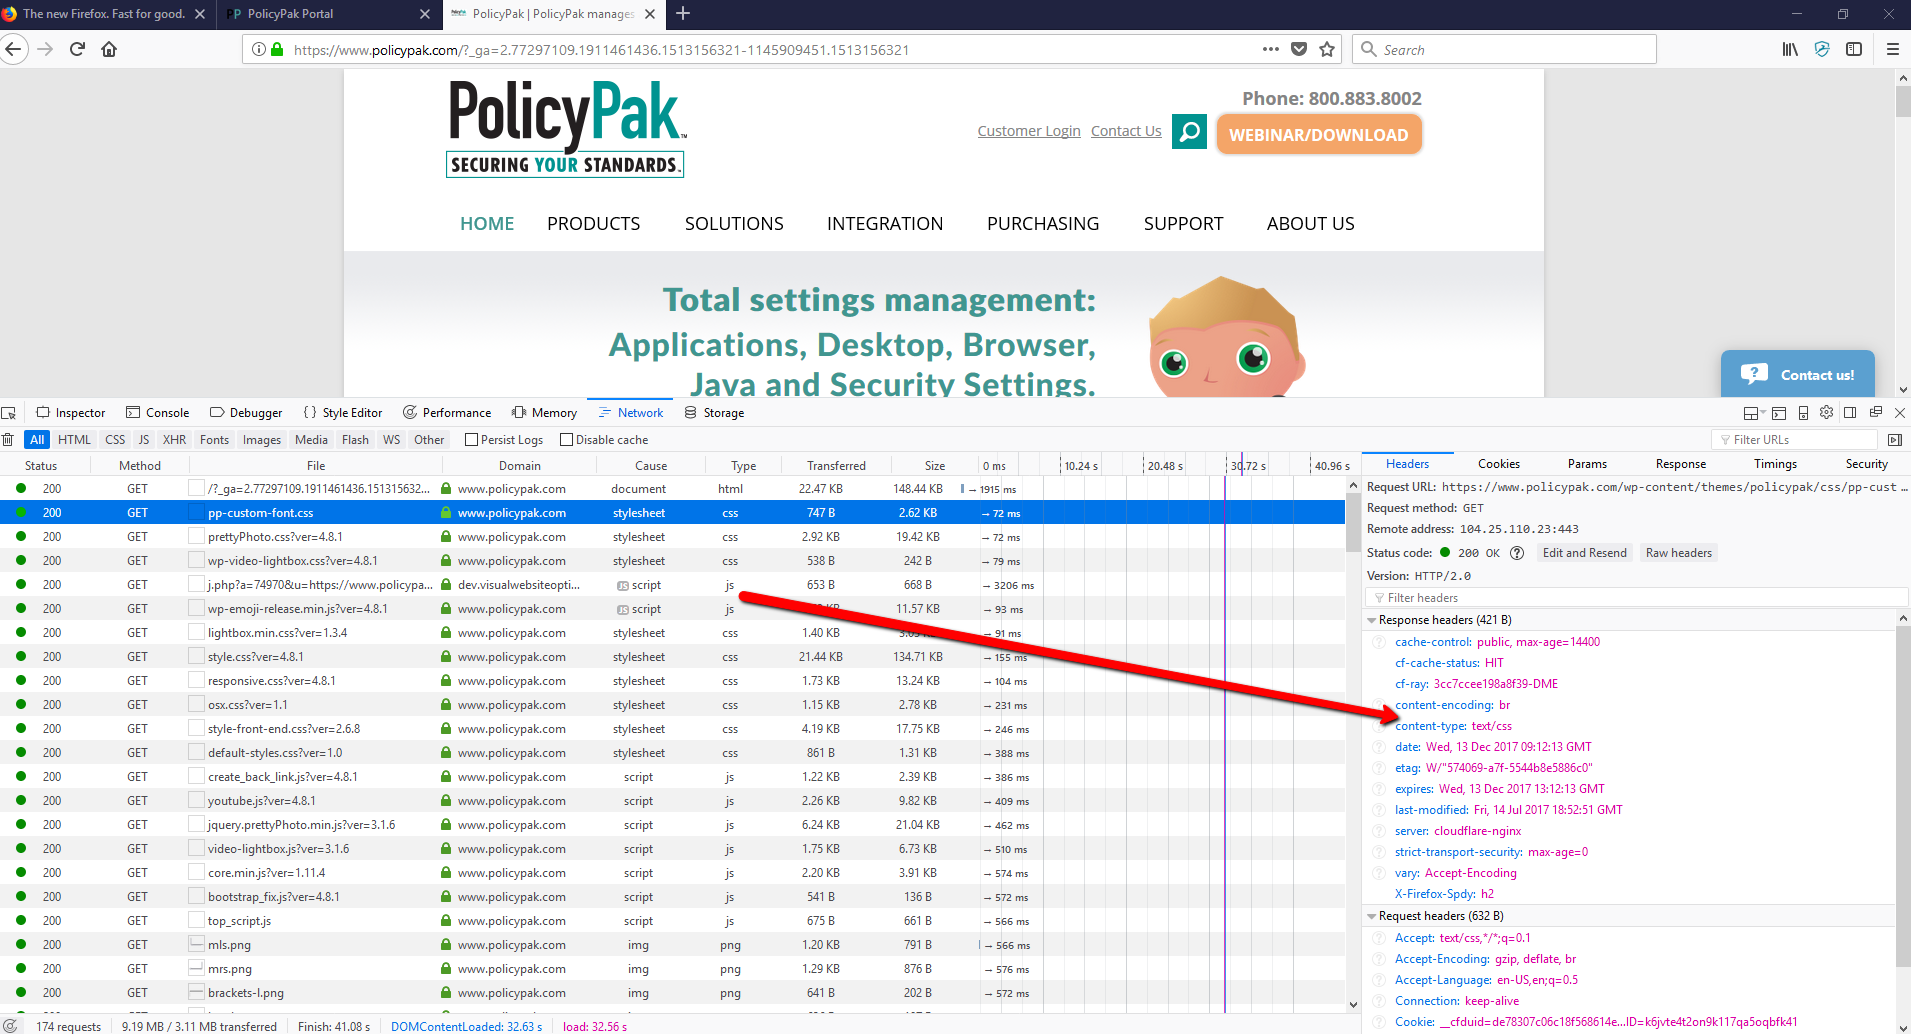 The new Firefox. Fast for good.
PP PolicyPak Portal
PolicyPak | PolicyPak manages
https://www.policypak.com/?_ga=2.77297109.1911461436.1513156321-1145909451.1513156321
Search
PolicyPak™
SECURING YOUR STANDARDS.
Phone: 800.883.8002
Customer Login Contact Us WEBINAR/DOWNLOAD
HOME PRODUCTS SOLUTIONS INTEGRATION PURCHASING SUPPORT ABOUT US
Total settings management:
Applications, Desktop, Browser,
Java and Security Settings.
Contact us!
Inspector Console Debugger Style Editor Performance Memory Network Storage
All HTML CSS JS XHR Fonts Images Media Flash WS Other Persist Logs Disable cache Filter URLs
Status Method File Domain Cause Type Transferred Size 0 ms 10.24 s 20.48 s 30.72 s 40.96 s
200 GET /?_ga=2.77297109.1911461436.151315632... www.policypak.com document html 22.47 KB 148.44 KB → 1915 ms
200 GET pp-custom-font.css www.policypak.com stylesheet css 747 B 2.62 KB → 72 ms
200 GET prettyPhoto.css?ver=4.8.1 www.policypak.com stylesheet css 2.92 KB 19.42 KB → 72 ms
200 GET wp-video-lightbox.css?ver=4.8.1 www.policypak.com stylesheet css 538 B 242 B → 79 ms
200 GET j.php?a=74970&u=https://www.policypa... dev.visualwebsiteopti... JS script js 653 B 668 B → 3206 ms
200 GET wp-emoji-release.min.js?ver=4.8.1 www.policypak.com JS script js KB 11.57 KB → 93 ms
200 GET lightbox.min.css?ver=1.3.4 www.policypak.com stylesheet css 1.40 KB → 91 ms
200 GET style.css?ver=4.8.1 www.policypak.com stylesheet css 21.44 KB 134.71 KB → 155 ms
200 GET responsive.css?ver=4.8.1 www.policypak.com stylesheet css 1.73 KB 13.24 KB → 104 ms
200 GET osx.css?ver=1.1 www.policypak.com stylesheet css 1.15 KB 2.78 KB → 231 ms
200 GET style-front-end.css?ver=2.6.8 www.policypak.com stylesheet css 4.19 KB 17.75 KB → 246 ms
200 GET default-styles.css?ver=1.0 www.policypak.com stylesheet css 861 B 1.31 KB → 388 ms
200 GET create_back_link.js?ver=4.8.1 www.policypak.com script js 1.22 KB 2.39 KB → 386 ms
200 GET youtube.js?ver=4.8.1 www.policypak.com script js 2.26 KB 9.82 KB → 409 ms
200 GET jquery.prettyPhoto.min.js?ver=3.1.6 www.policypak.com script js 6.24 KB 21.04 KB → 462 ms
200 GET video-lightbox.js?ver=3.1.6 www.policypak.com script js 1.75 KB 6.73 KB → 510 ms
200 GET core.min.js?ver=1.11.4 www.policypak.com script js 2.20 KB 3.91 KB → 574 ms
200 GET bootstrap_fix.js?ver=4.8.1 www.policypak.com script js 541 B 136 B → 572 ms
200 GET top_script.js www.policypak.com script js 675 B 661 B → 566 ms
200 GET mls.png www.policypak.com img png 1.20 KB 791 B → 566 ms
200 GET mrs.png www.policypak.com img png 1.29 KB 876 B → 576 ms
200 GET brackets-l.png www.policypak.com img png 641 B 202 B → 572 ms
174 requests 9.19 MB / 3.11 MB transferred Finish: 41.08 s DOMContentLoaded: 32.63 s load: 32.56 s
Headers Cookies Params Response Timings Security
Request URL: https://www.policypak.com/wp-content/themes/policypak/css/pp-cust ...
Request method: GET
Remote address: 104.25.110.23:443
Status code: 200 OK ? Edit and Resend Raw headers
Version: HTTP/2.0
Filter headers
Response headers (421 B)
cache-control: public, max-age=14400
cf-cache-status: HIT
cf-ray: 3cc7ccee198a8f39-DME
content-encoding: br
content-type: text/css
date: Wed, 13 Dec 2017 09:12:13 GMT
etag: W/"574069-a7f-5544b8e5886c0"
expires: Wed, 13 Dec 2017 13:12:13 GMT
last-modified: Fri, 14 Jul 2017 18:52:51 GMT
server: cloudflare-nginx
strict-transport-security: max-age=0
vary: Accept-Encoding
X-Firefox-Spdy: h2
Request headers (632 B)
Accept: text/css,*/*;q=0.1
Accept-Encoding: gzip, deflate, br
Accept-Language: en-US,en;q=0.5
Connection: keep-alive
Cookie: __cfduid=de78307c06c18f568614e...ID=k6jvte4t2on9k117qa5oqbfk41